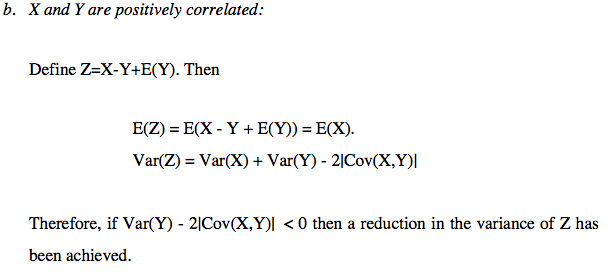 b. X and Y are positively correlated:
Define Z=X-Y+E(Y). Then
E(Z) = E(X - Y + E(Y)) = E(X).
Var(Z) = Var(X) + Var(Y) - 2|Cov(X,Y)|
Therefore, if Var(Y) - 2|Cov(X,Y)| < 0 then a reduction in the variance of Z has
been achieved.